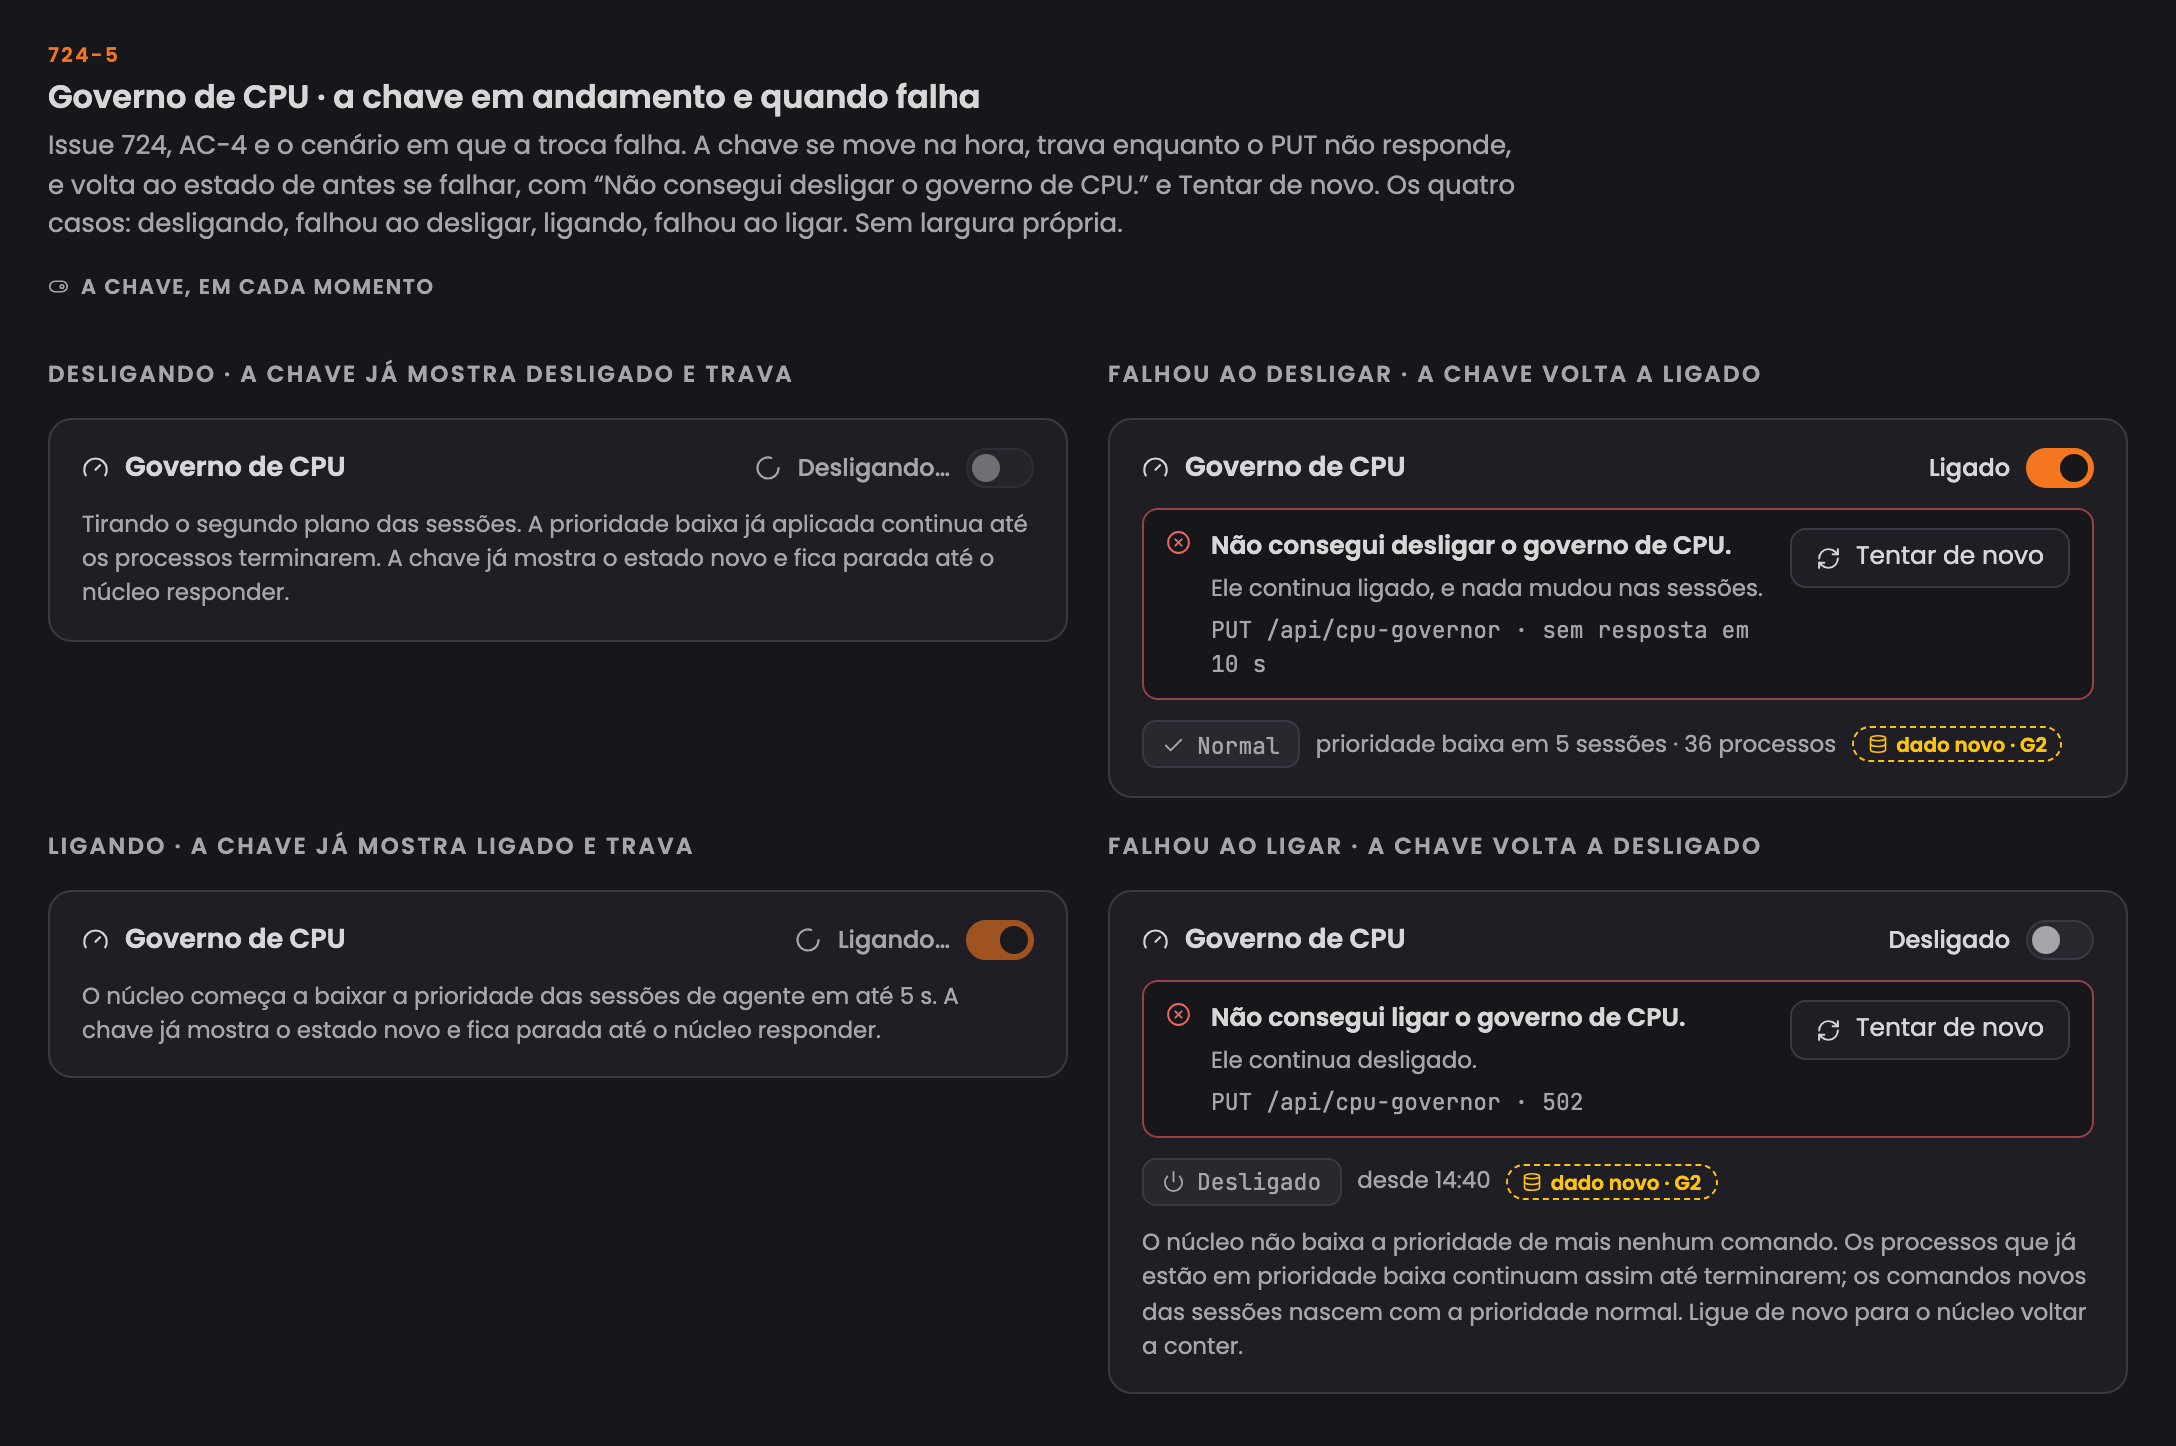 724-5
Governo de CPU · a chave em andamento e quando falha
Issue 724, AC-4 e o cenário em que a troca falha. A chave se move na hora, trava enquanto o PUT não responde,
e volta ao estado de antes se falhar, com “Não consegui desligar o governo de CPU.” e Tentar de novo. Os quatro
casos: desligando, falhou ao desligar, ligando, falhou ao ligar. Sem largura própria.
A CHAVE, EM CADA MOMENTO
DESLIGANDO · A CHAVE JÁ MOSTRA DESLIGADO E TRAVA
Governo de CPU
Desligando...
Tirando o segundo plano das sessões. A prioridade baixa já aplicada continua até
os processos terminarem. A chave já mostra o estado novo e fica parada até o
núcleo responder.
FALHOU AO DESLIGAR · A CHAVE VOLTA A LIGADO
Governo de CPU
Ligado
Não consegui desligar o governo de CPU.
Tentar de novo
Ele continua ligado, e nada mudou nas sessões.
PUT /api/cpu-governor · sem resposta em
10 s
Normal
prioridade baixa em 5 sessões · 36 processos
dado novo · G2
LIGANDO · A CHAVE JÁ MOSTRA LIGADO E TRAVA
Governo de CPU
Ligando...
O núcleo começa a baixar a prioridade das sessões de agente em até 5 s. A
chave já mostra o estado novo e fica parada até o núcleo responder.
FALHOU AO LIGAR · A CHAVE VOLTA A DESLIGADO
Governo de CPU
Desligado
Não consegui ligar o governo de CPU.
Tentar de novo
Ele continua desligado.
PUT /api/cpu-governor · 502
Desligado
desde 14:40
dado novo · G2
O núcleo não baixa a prioridade de mais nenhum comando. Os processos que já
estão em prioridade baixa continuam assim até terminarem; os comandos novos
das sessões nascem com a prioridade normal. Ligue de novo para o núcleo voltar
a conter.